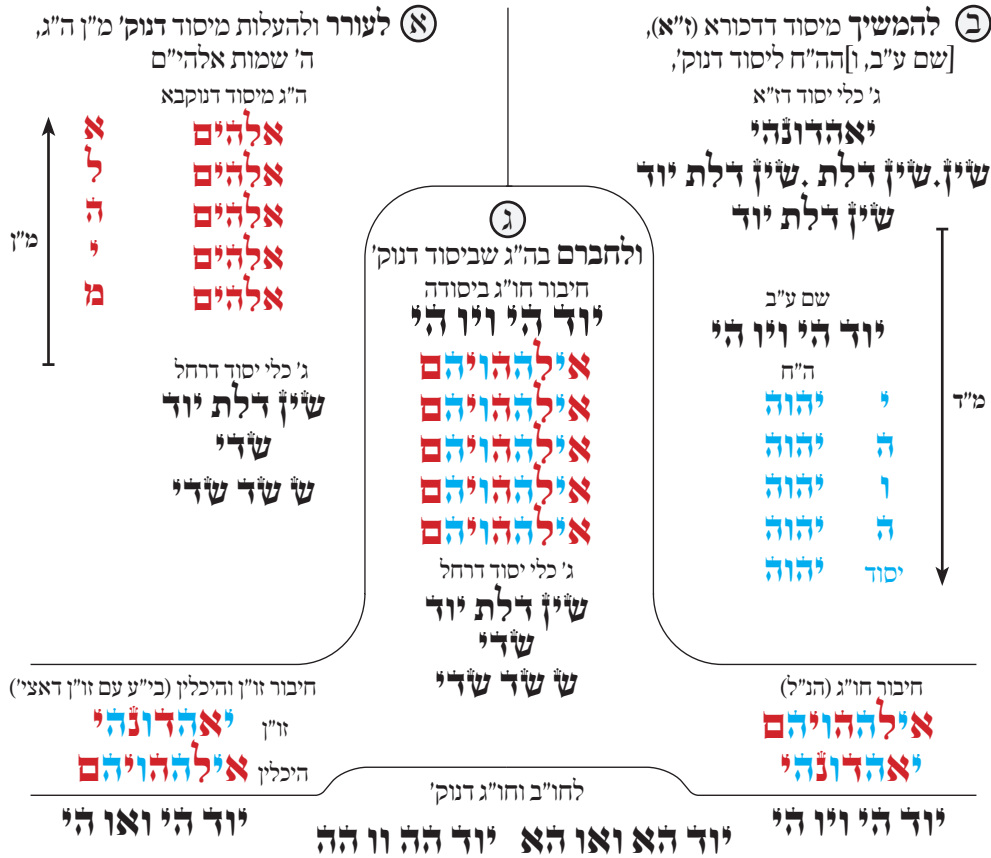 א לעורר ולהעלות מיסוד דנוק' מ"ן ה"ג,
ה' שמות אלהי"ם
ה"ג מיסוד דנוקבא
אלהים א
אלהים ל
אלהים ה
אלהים י
אלהים מ
מ"ן
ג' כלי יסוד דרחל
שין דלת יוד
שדי
ש שד שדי
ב להמשיך מיסוד דדכורא (ז"א),
[שם ע"ב, ו]הה"ח ליסוד דנוק',
ג' כלי יסוד דז"א
יאהדונהי
שין.שין דלת .שין דלת יוד
שין דלת יוד
מ"ד
שם ע"ב
יוד הי ויו הי
ה"ח
י יהוה
ה יהוה
ו יהוה
ה יהוה
יסוד יהוה
ג
ולחברם בה"ג שביסוד דנוק'
חיבור חו"ג ביסודה
יוד הי ויו הי
אילההויהם
אילההויהם
אילההויהם
אילההויהם
אילההויהם
ג' כלי יסוד דרחל
שין דלת יוד
שדי
ש שד שדי
חיבור חו"ג (הנ"ל)
אילההויהם
יאהדונהי
יוד הי ויו הי
לחו"ב וחו"ג דנוק'
יוד הא ואו הא יוד הה וו הה
חיבור זו"ן והיכלין (בי"ע עם זו"ן דאצי')
זו"ן יאהדונהי
היכלין אילההויהם
יוד הי ואו הי